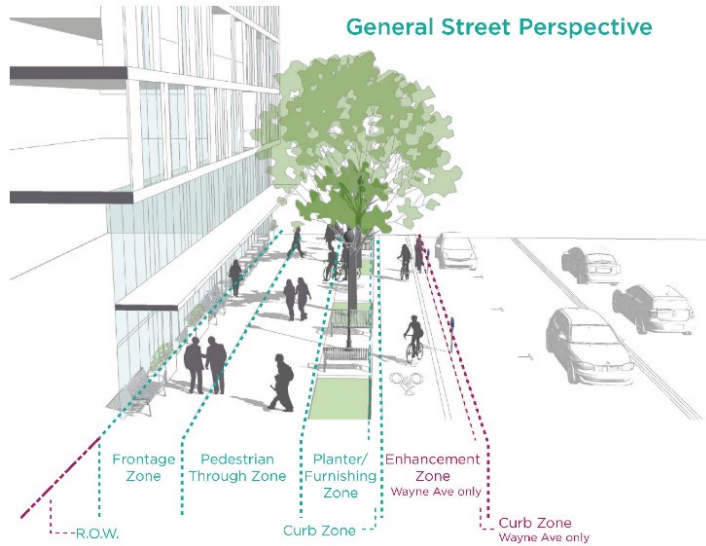 General Street Perspective
Frontage
Zone
Pedestrian
Through Zone
Planter/
Furnishing
Zone
Enhancement
Zone
Wayne Ave only
R.O.W.
Curb Zone
Curb Zone
Wayne Ave only